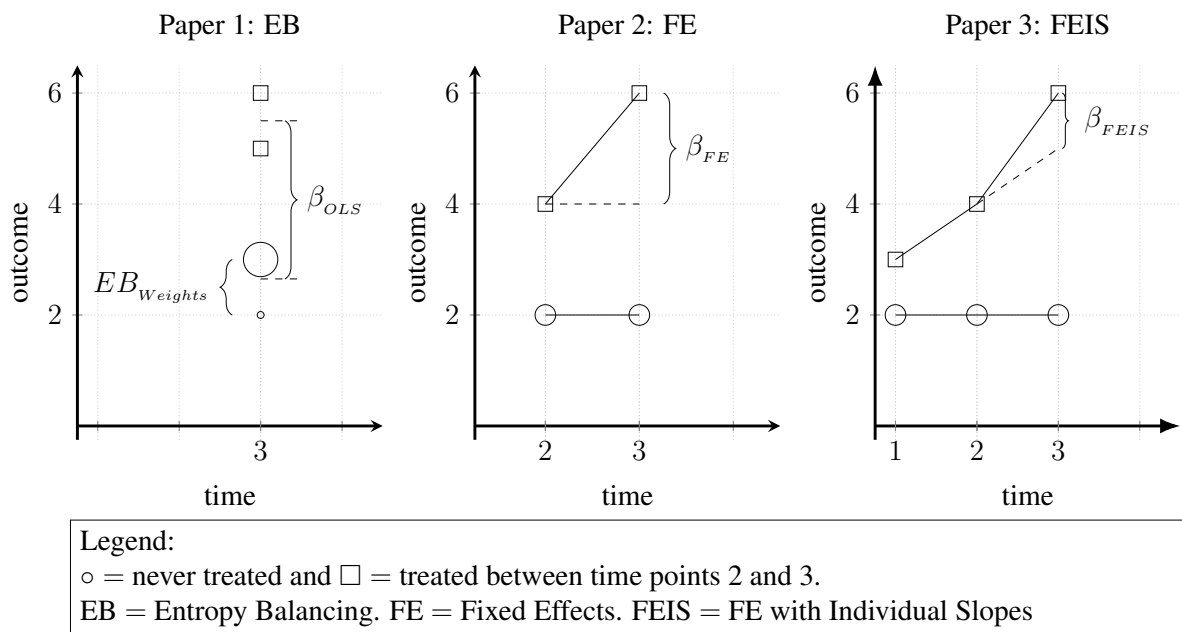 Paper 1: EB
6
4
2
outcome
β_OLS
EB_Weights
3
time
Paper 2: FE
6
4
2
outcome
β_FE
2 3
time
Paper 3: FEIS
6
4
2
outcome
β_FEIS
1 2 3
time
Legend:
○ = never treated and □ = treated between time points 2 and 3.
EB = Entropy Balancing. FE = Fixed Effects. FEIS = FE with Individual Slopes